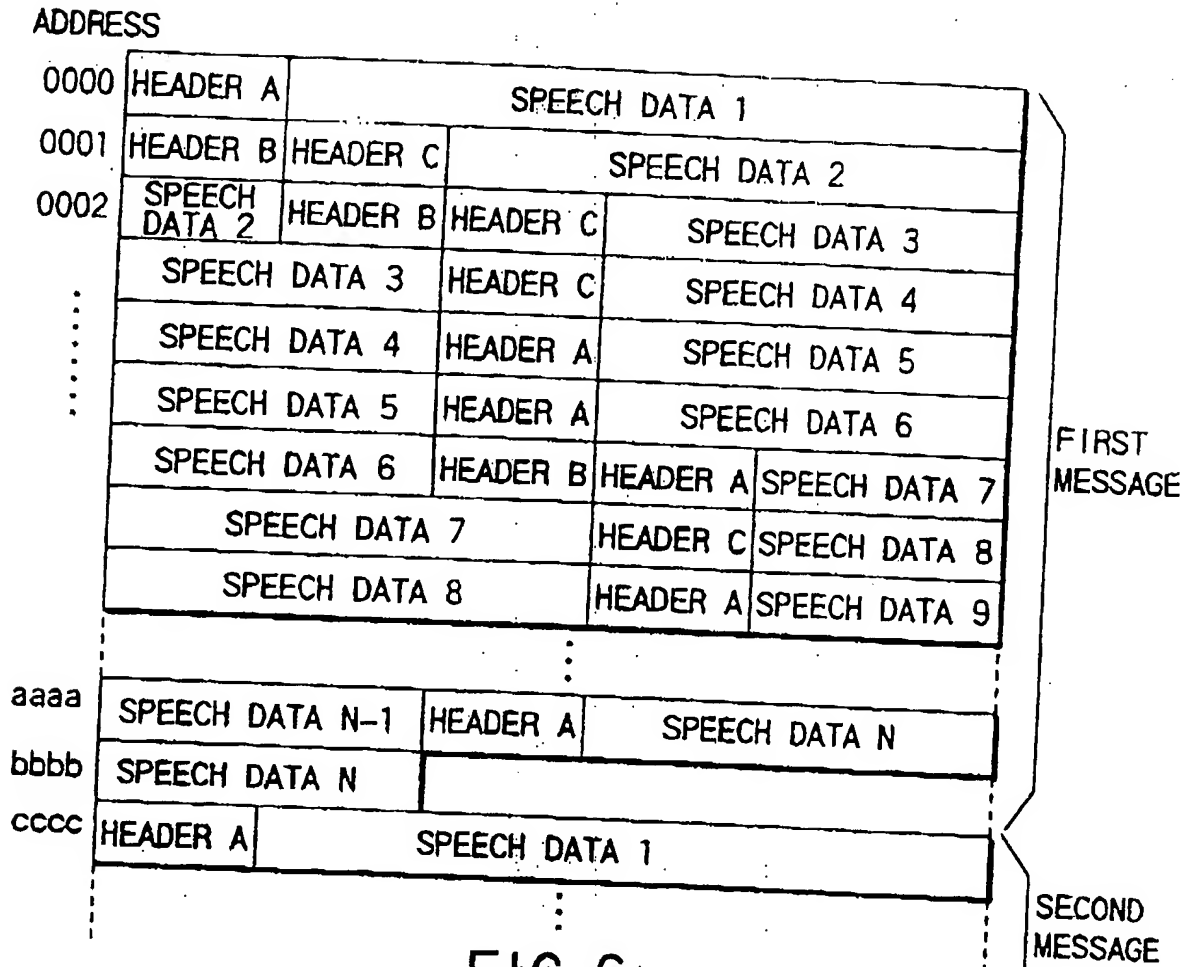 ADDRESS
0000 HEADER A SPEECH DATA 1
0001 HEADER B HEADER C SPEECH DATA 2
0002 SPEECH DATA 2 HEADER B HEADER C SPEECH DATA 3
SPEECH DATA 3 HEADER C SPEECH DATA 4
SPEECH DATA 4 HEADER A SPEECH DATA 5
SPEECH DATA 5 HEADER A SPEECH DATA 6
SPEECH DATA 6 HEADER B HEADER A SPEECH DATA 7
SPEECH DATA 7 HEADER C SPEECH DATA 8
SPEECH DATA 8 HEADER A SPEECH DATA 9
FIRST
MESSAGE
aaaa SPEECH DATA N-1 HEADER A SPEECH DATA N
bbbb SPEECH DATA N
cccc HEADER A SPEECH DATA 1
SECOND
MESSAGE